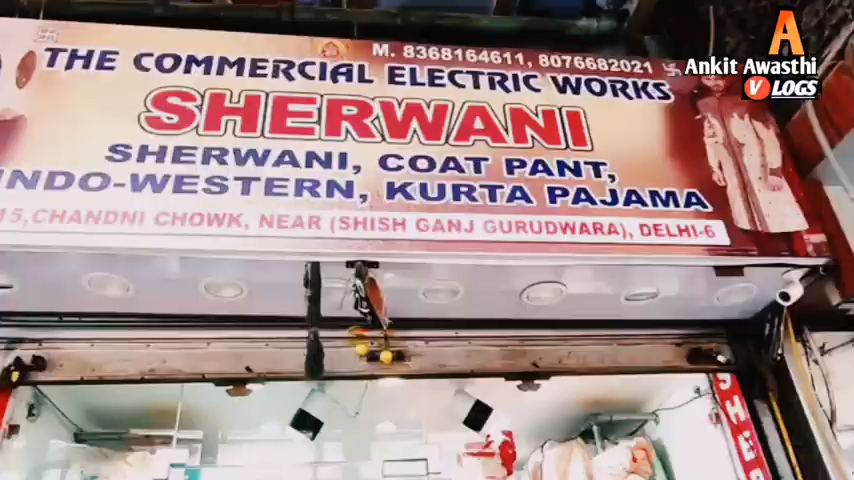 M. 8368164611, 8076682021
THE COMMERCIAL ELECTRIC WORKS
SHERWANI
SHERWANI, COAT PANT,
INDO-WESTERN, KURTA PAJAMA
15, CHANDNI CHOWK, NEAR (SHISH GANJ GURUDWARA), DELHI-6
A
Ankit Awasthi
VLOGS
SHER